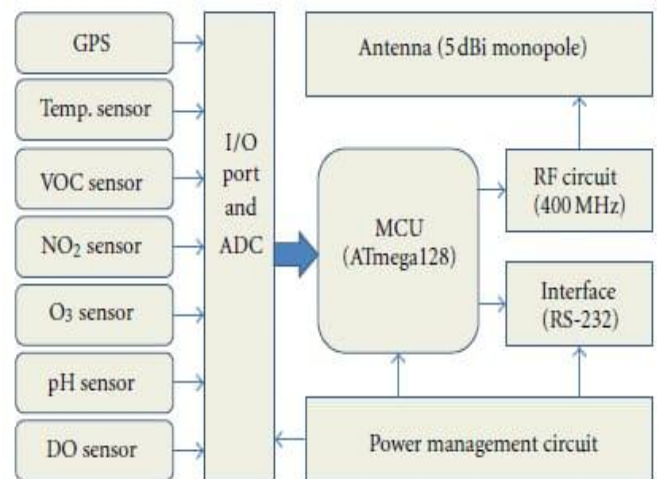 GPS
Temp. sensor
VOC sensor
NO₂ sensor
O₃ sensor
pH sensor
DO sensor
I/O
port
and
ADC
Antenna (5 dBi monopole)
MCU
(ATmega128)
RF circuit
(400 MHz)
Interface
(RS-232)
Power management circuit